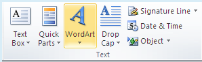 Text Box
Quick Parts
WordArt
Drop Cap
Signature Line
Date & Time
Object
Text